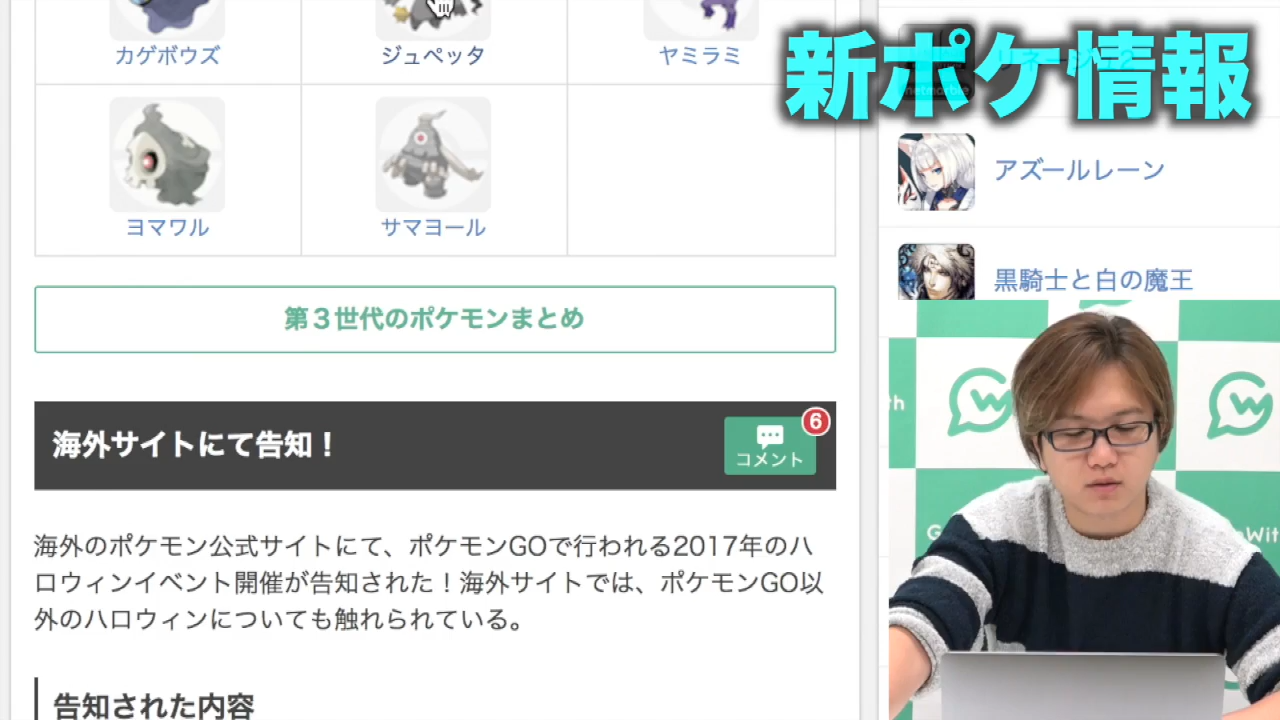 新ポケ情報
カゲボウズ
ジュペッタ
ヤミラミ
ヨマワル
サマヨール
第３世代のポケモンまとめ
海外サイトにて告知！
6
コメント
海外のポケモン公式サイトにて、ポケモンGOで行われる2017年のハ
ロウィンイベント開催が告知された！海外サイトでは、ポケモンGO以
外のハロウィンについても触れられている。
告知された内容
アズールレーン
黒騎士と白の魔王